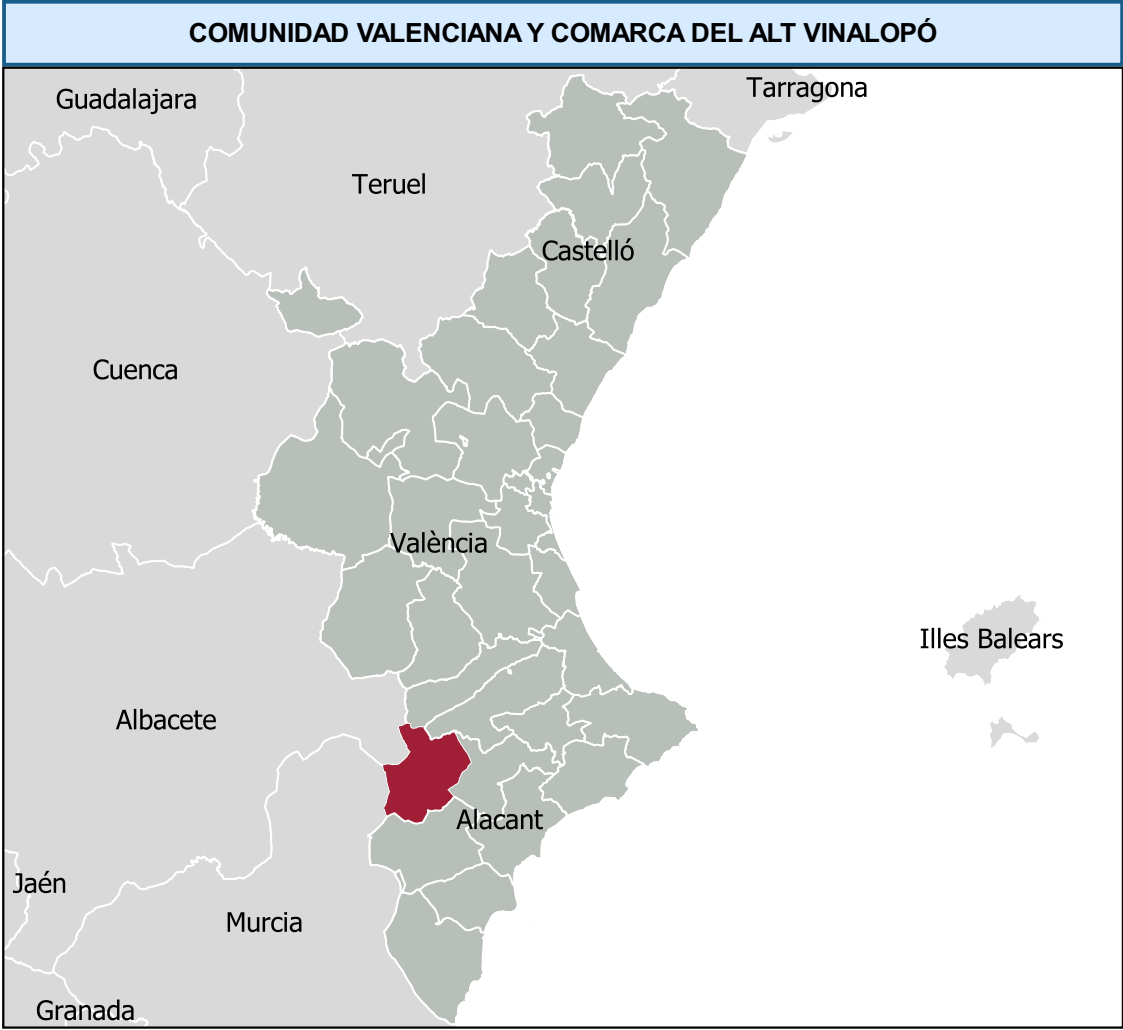 COMUNIDAD VALENCIANA Y COMARCA DEL ALT VINALOPÓ
Tarragona
Guadalajara
Teruel
Castelló
Cuenca
València
Illes Balears
Albacete
Alacant
Jaén
Murcia
Granada